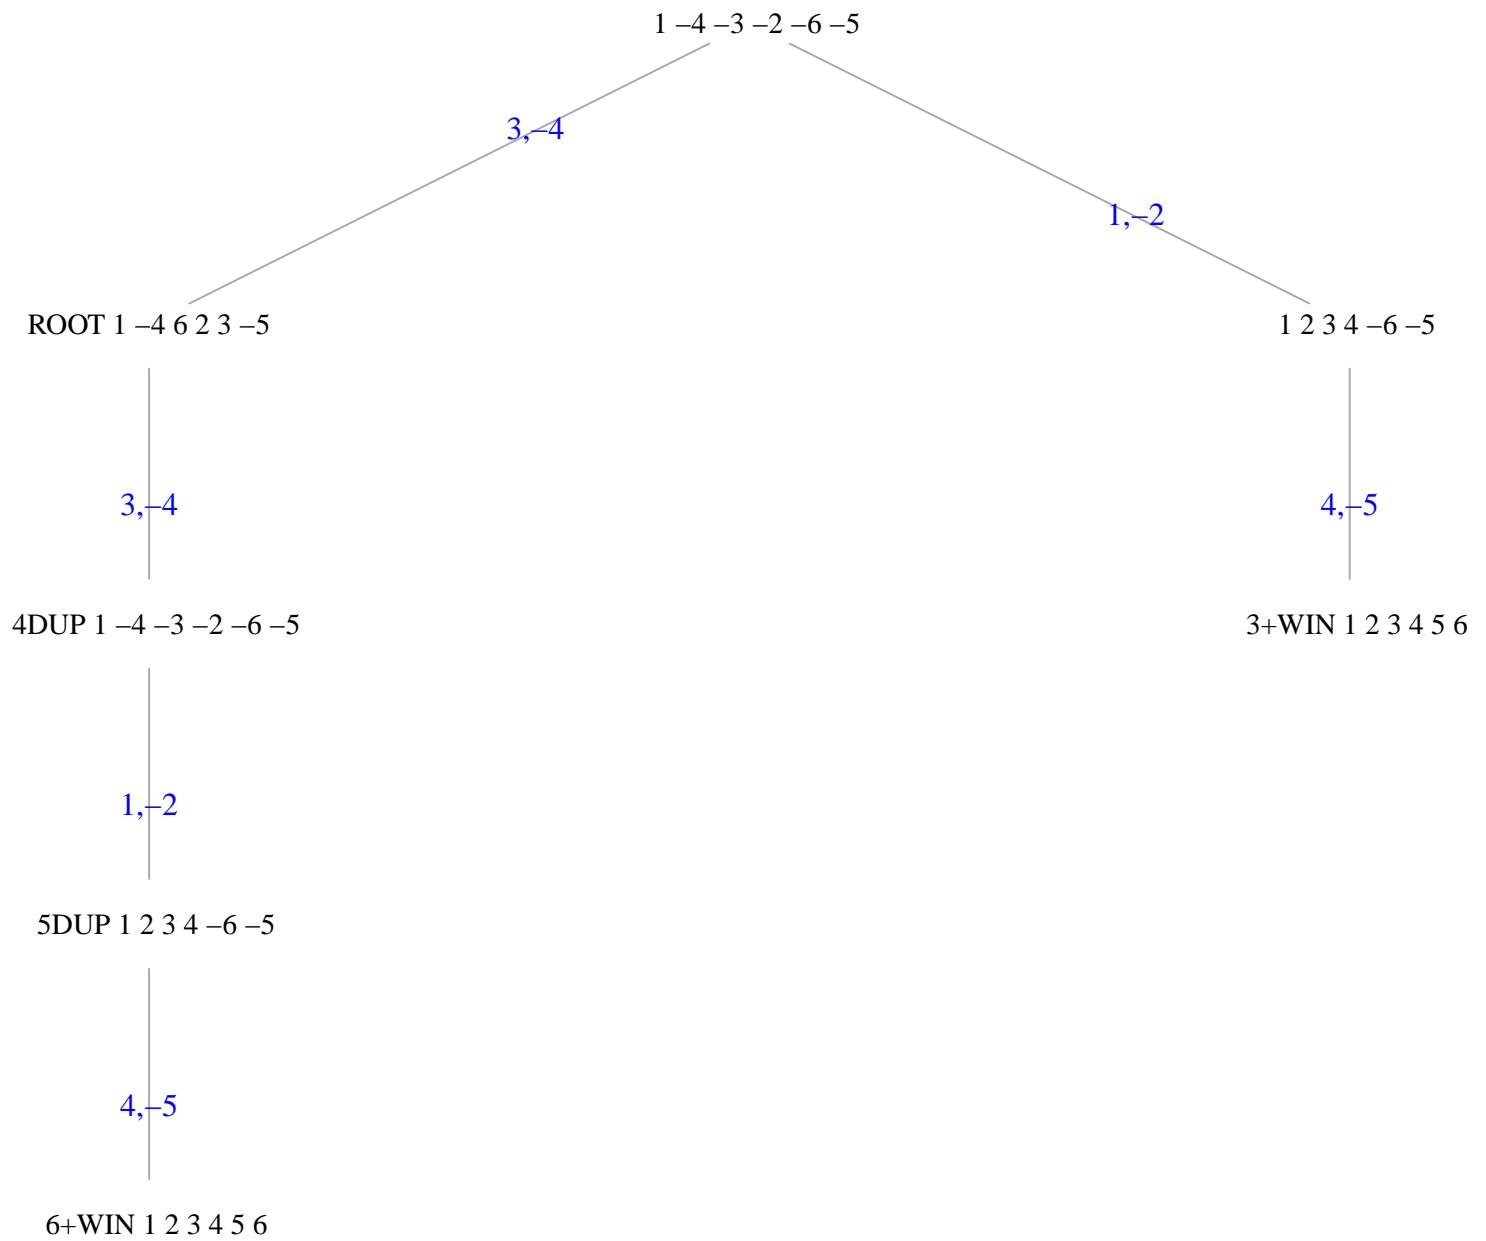 1 –4 –3 –2 –6 –5
3,–4
1,–2
ROOT 1 –4 6 2 3 –5
1 2 3 4 –6 –5
3,–4
4,–5
4DUP 1 –4 –3 –2 –6 –5
3+WIN 1 2 3 4 5 6
1,–2
5DUP 1 2 3 4 –6 –5
4,–5
6+WIN 1 2 3 4 5 6